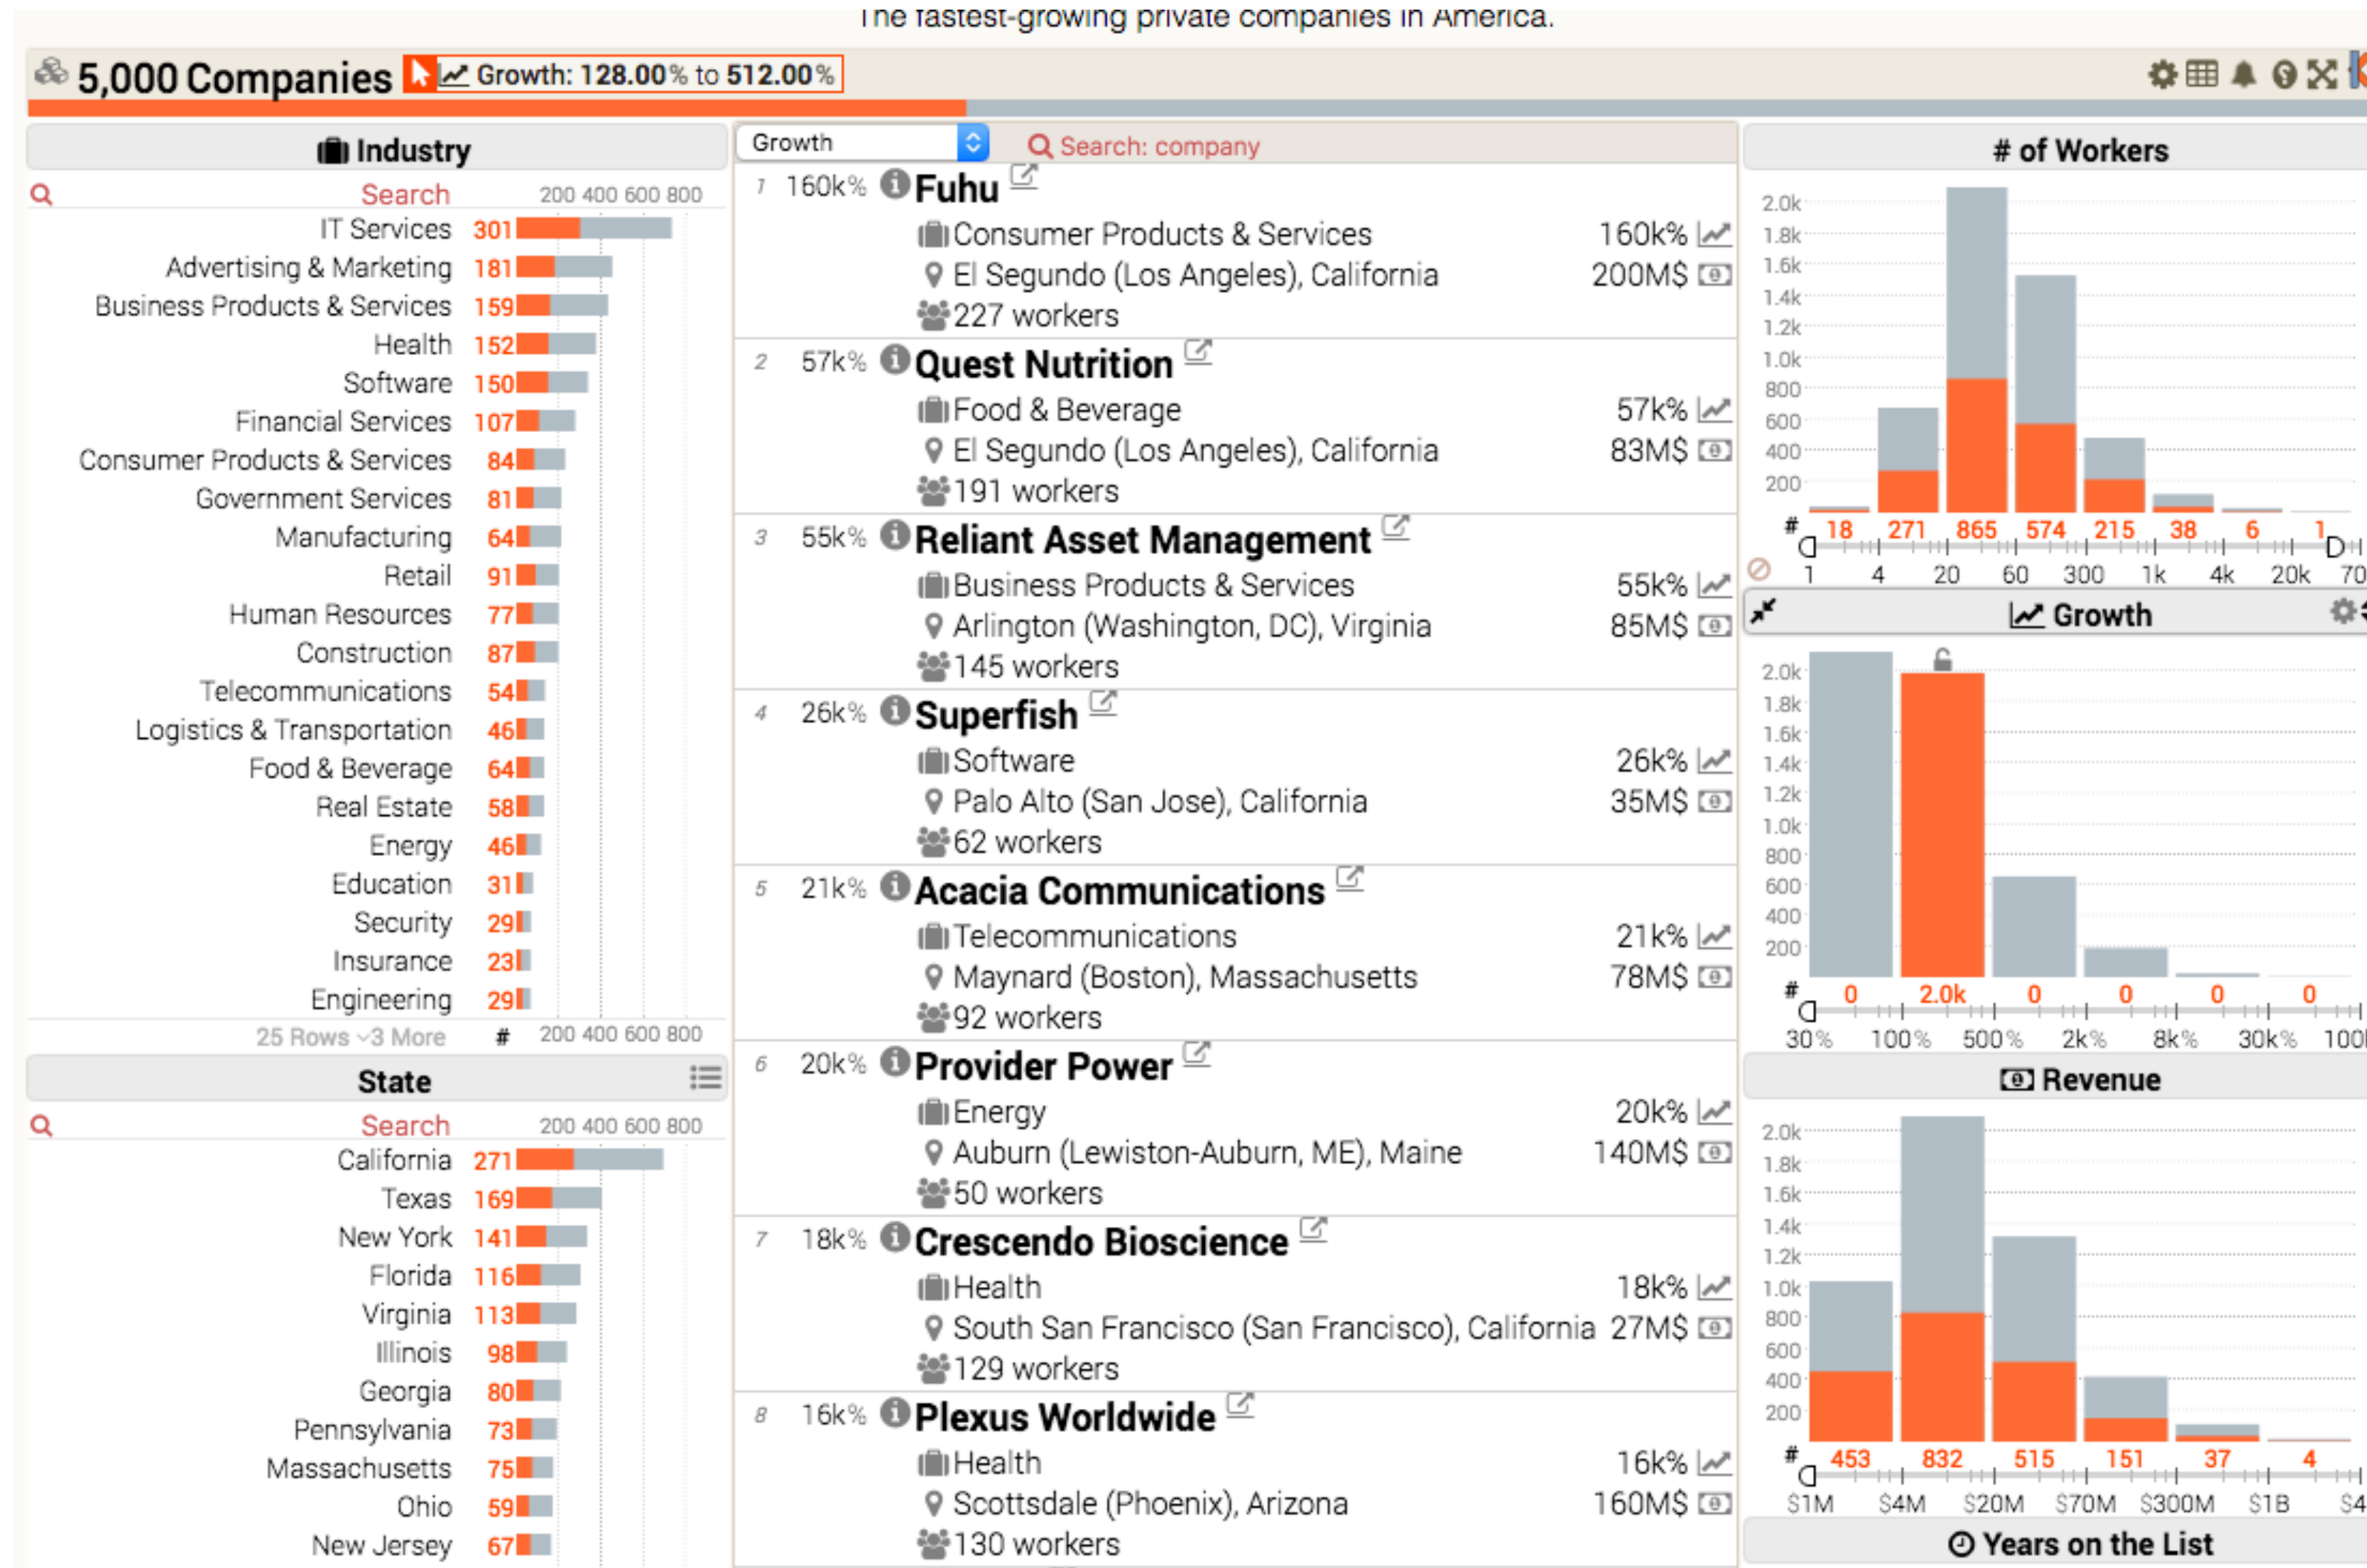 The fastest-growing private companies in America.
5,000 Companies Growth: 128.00% to 512.00%
Industry
Search 200 400 600 800
IT Services 301
Advertising & Marketing 181
Business Products & Services 159
Health 152
Software 150
Financial Services 107
Consumer Products & Services 84
Government Services 81
Manufacturing 64
Retail 91
Human Resources 77
Construction 87
Telecommunications 54
Logistics & Transportation 46
Food & Beverage 64
Real Estate 58
Energy 46
Education 31
Security 29
Insurance 23
Engineering 29
25 Rows 3 More # 200 400 600 800
State
Search 200 400 600 800
California 271
Texas 169
New York 141
Florida 116
Virginia 113
Illinois 98
Georgia 80
Pennsylvania 73
Massachusetts 75
Ohio 59
New Jersey 67
Growth Search: company
1 160k% Fuhu
Consumer Products & Services 160k%
El Segundo (Los Angeles), California 200M$
227 workers
2 57k% Quest Nutrition
Food & Beverage 57k%
El Segundo (Los Angeles), California 83M$
191 workers
3 55k% Reliant Asset Management
Business Products & Services 55k%
Arlington (Washington, DC), Virginia 85M$
145 workers
4 26k% Superfish
Software 26k%
Palo Alto (San Jose), California 35M$
62 workers
5 21k% Acacia Communications
Telecommunications 21k%
Maynard (Boston), Massachusetts 78M$
92 workers
6 20k% Provider Power
Energy 20k%
Auburn (Lewiston-Auburn, ME), Maine 140M$
50 workers
7 18k% Crescendo Bioscience
Health 18k%
South San Francisco (San Francisco), California 27M$
129 workers
8 16k% Plexus Worldwide
Health 16k%
Scottsdale (Phoenix), Arizona 160M$
130 workers
# of Workers
2.0k
1.8k
1.6k
1.4k
1.2k
1.0k
800
600
400
200
# 18 271 865 574 215 38 6 1
1 4 20 60 300 1k 4k 20k 70
Growth
2.0k
1.8k
1.6k
1.4k
1.2k
1.0k
800
600
400
200
# 0 2.0k 0 0 0 0
30% 100% 500% 2k% 8k% 30k% 100
Revenue
2.0k
1.8k
1.6k
1.4k
1.2k
1.0k
800
600
400
200
# 453 832 515 151 37 4
$1M $4M $20M $70M $300M $1B $4
Years on the List